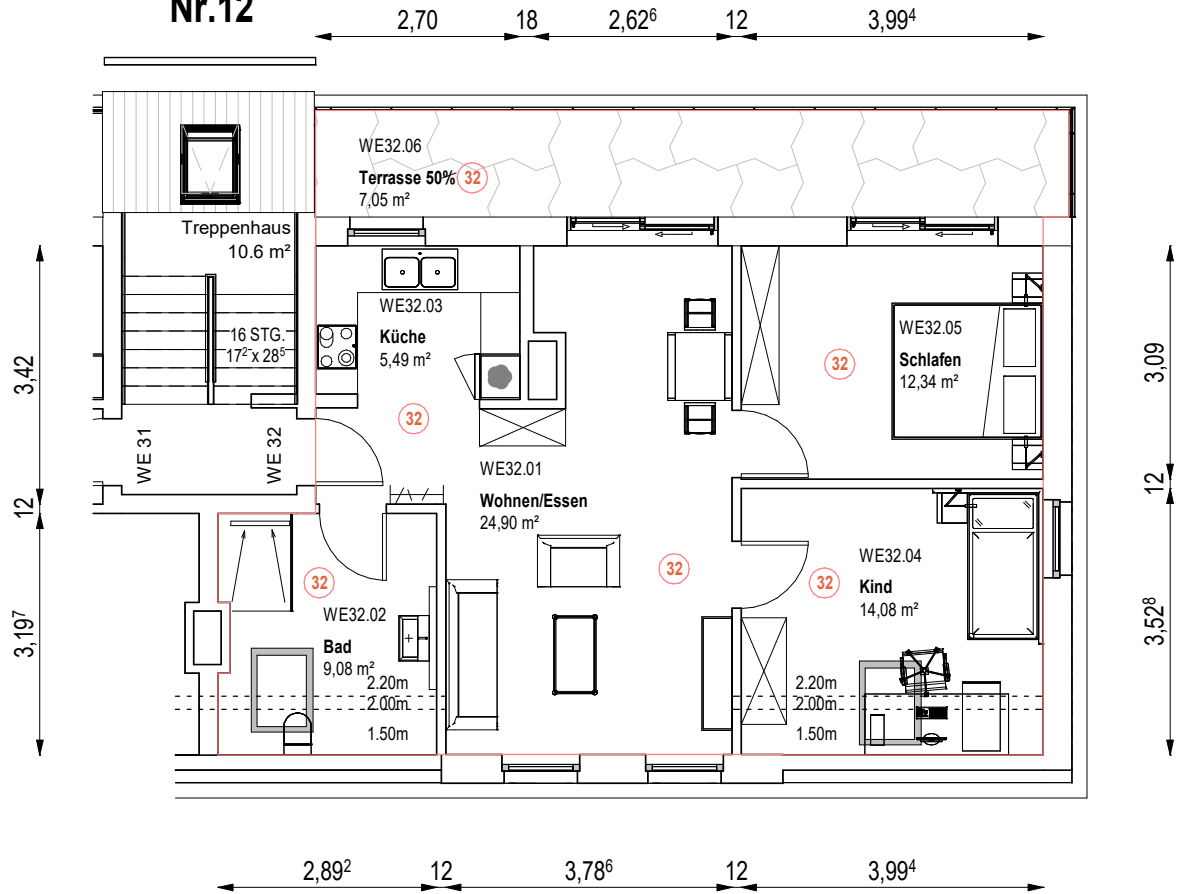 Nr.12
2,70
18
2,62⁶
12
3,99⁴
WE32.06
Terrasse 50%
32
7,05 m²
Treppenhaus
10.6 m²
16 STG.
17² x 28⁵
WE32.03
Küche
5,49 m²
32
WE32.05
Schlafen
12,34 m²
32
3,42
12
3,19⁷
3,09
12
3,52⁸
WE 31
WE 32
WE32.01
Wohnen/Essen
24,90 m²
32
WE32.04
Kind
14,08 m²
32
32
WE32.02
Bad
9,08 m²
2.20m
2.00m
1.50m
2.20m
2.00m
1.50m
2,89²
12
3,78⁶
12
3,99⁴